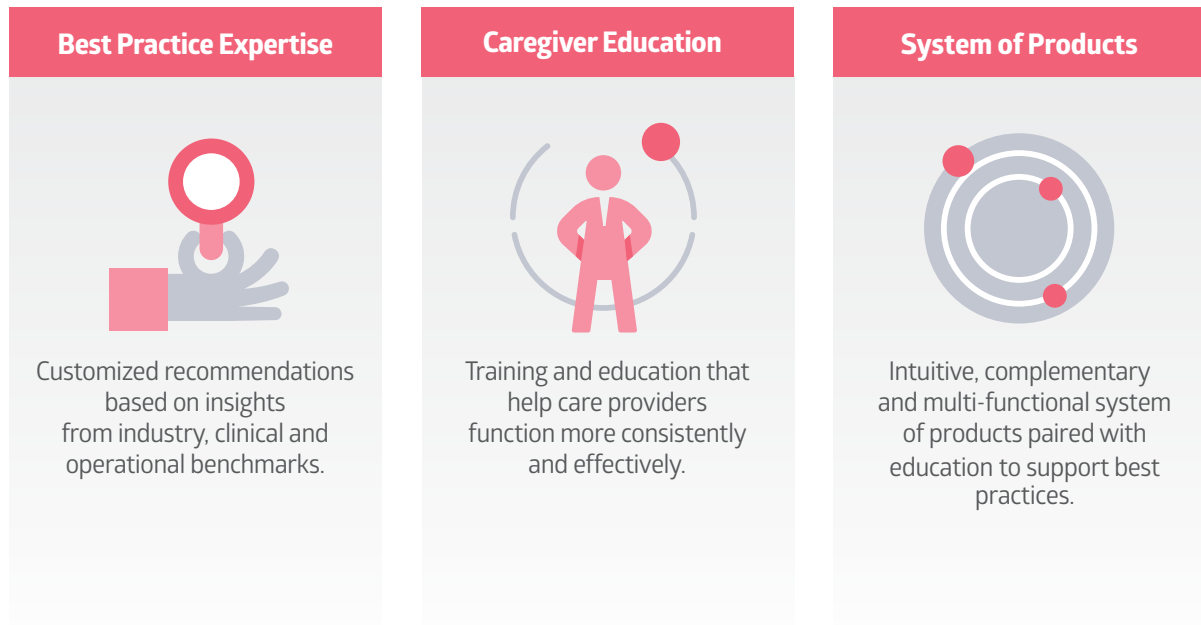 Best Practice Expertise
Customized recommendations
based on insights
from industry, clinical and
operational benchmarks.
Caregiver Education
Training and education that
help care providers
function more consistently
and effectively.
System of Products
Intuitive, complementary
and multi-functional system
of products paired with
education to support best
practices.